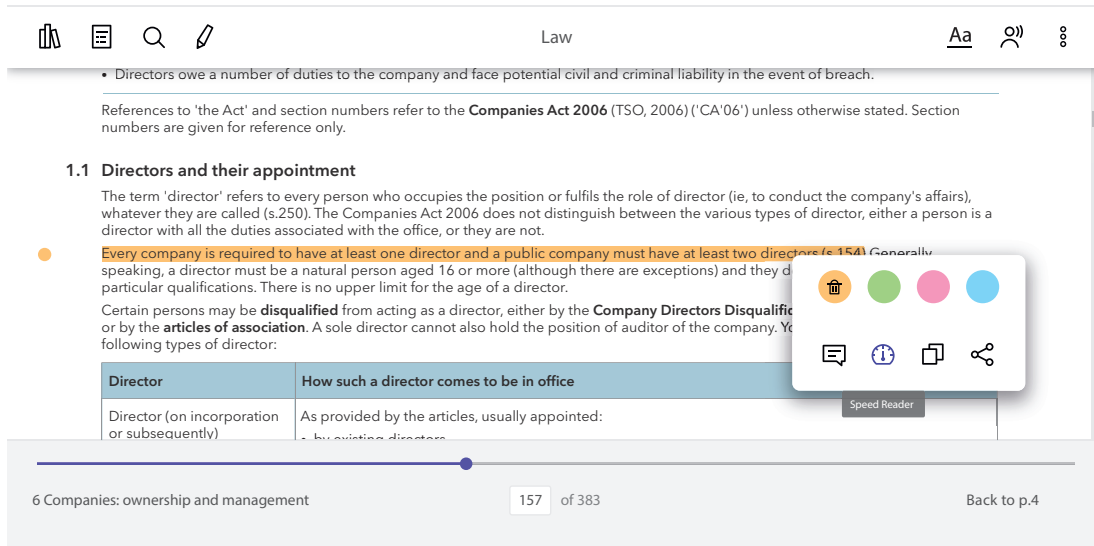 Law
Aa
• Directors owe a number of duties to the company and face potential civil and criminal liability in the event of breach.
References to 'the Act' and section numbers refer to the Companies Act 2006 (TSO, 2006) ('CA'06') unless otherwise stated. Section
numbers are given for reference only.
1.1 Directors and their appointment
The term 'director' refers to every person who occupies the position or fulfils the role of director (ie, to conduct the company's affairs),
whatever they are called (s.250). The Companies Act 2006 does not distinguish between the various types of director, either a person is a
director with all the duties associated with the office, or they are not.
Every company is required to have at least one director and a public company must have at least two directors (s.154) Generally,
speaking, a director must be a natural person aged 16 or more (although there are exceptions) and they
particular qualifications. There is no upper limit for the age of a director.
Certain persons may be disqualified from acting as a director, either by the Company Directors
or by the articles of association. A sole director cannot also hold the position of auditor of the company.
following types of director:
Director
How such a director comes to be in office
Director (on incorporation
or subsequently)
As provided by the articles, usually appointed:
• by existing directors
Speed Reader
6 Companies: ownership and management
157 of 383
Back to p.4